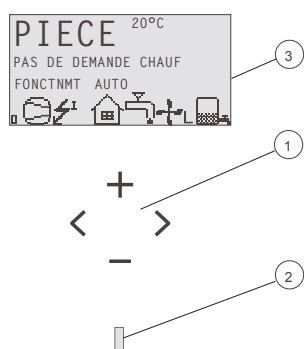 PIECE 20°C
PAS DE DEMANDE CHAUF
FONCTNMT AUTO
I
L
3
+
1
< >
−
2